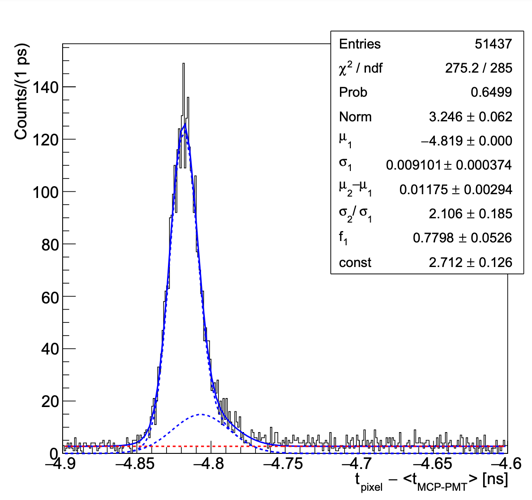 Entries 51437
χ² / ndf 275.2 / 285
Prob 0.6499
Norm 3.246 ± 0.062
μ₁ −4.819 ± 0.000
σ₁ 0.009101 ± 0.000374
μ₂−μ₁ 0.01175 ± 0.00294
σ₂/ σ₁ 2.106 ± 0.185
f₁ 0.7798 ± 0.0526
const 2.712 ± 0.126
Counts/(1 ps)
140
120
100
80
60
40
20
0
−4.9 −4.85 −4.8 −4.75 −4.7 −4.65 −4.6
t_pixel − <t_MCP-PMT> [ns]